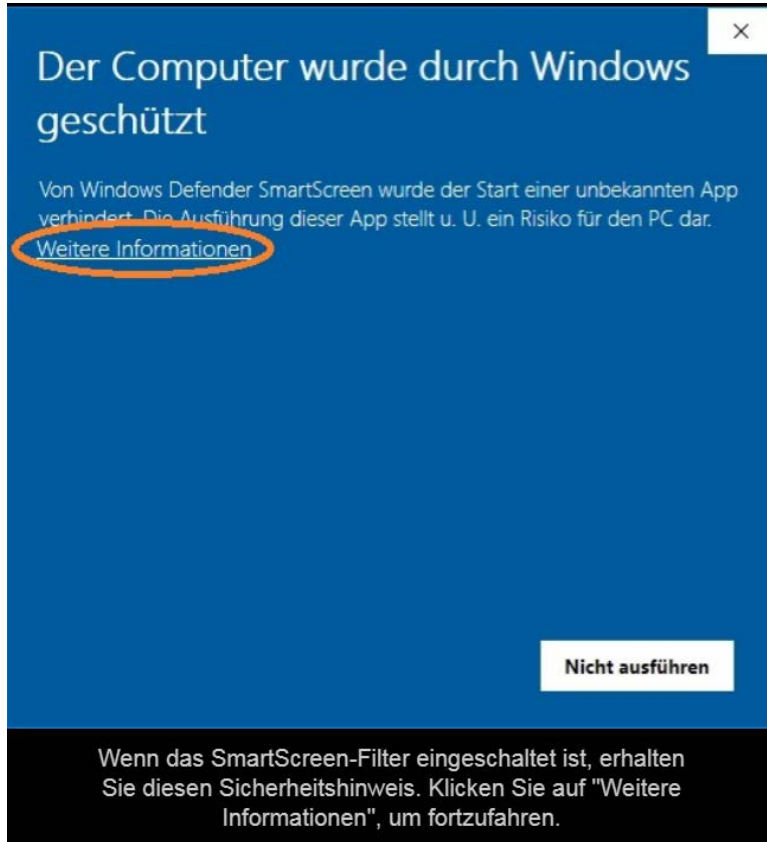 Der Computer wurde durch Windows
geschützt
Von Windows Defender SmartScreen wurde der Start einer unbekannten App
verhindert. Die Ausführung dieser App stellt u. U. ein Risiko für den PC dar.
Weitere Informationen
Nicht ausführen
Wenn das SmartScreen-Filter eingeschaltet ist, erhalten
Sie diesen Sicherheitshinweis. Klicken Sie auf "Weitere
Informationen", um fortzufahren.